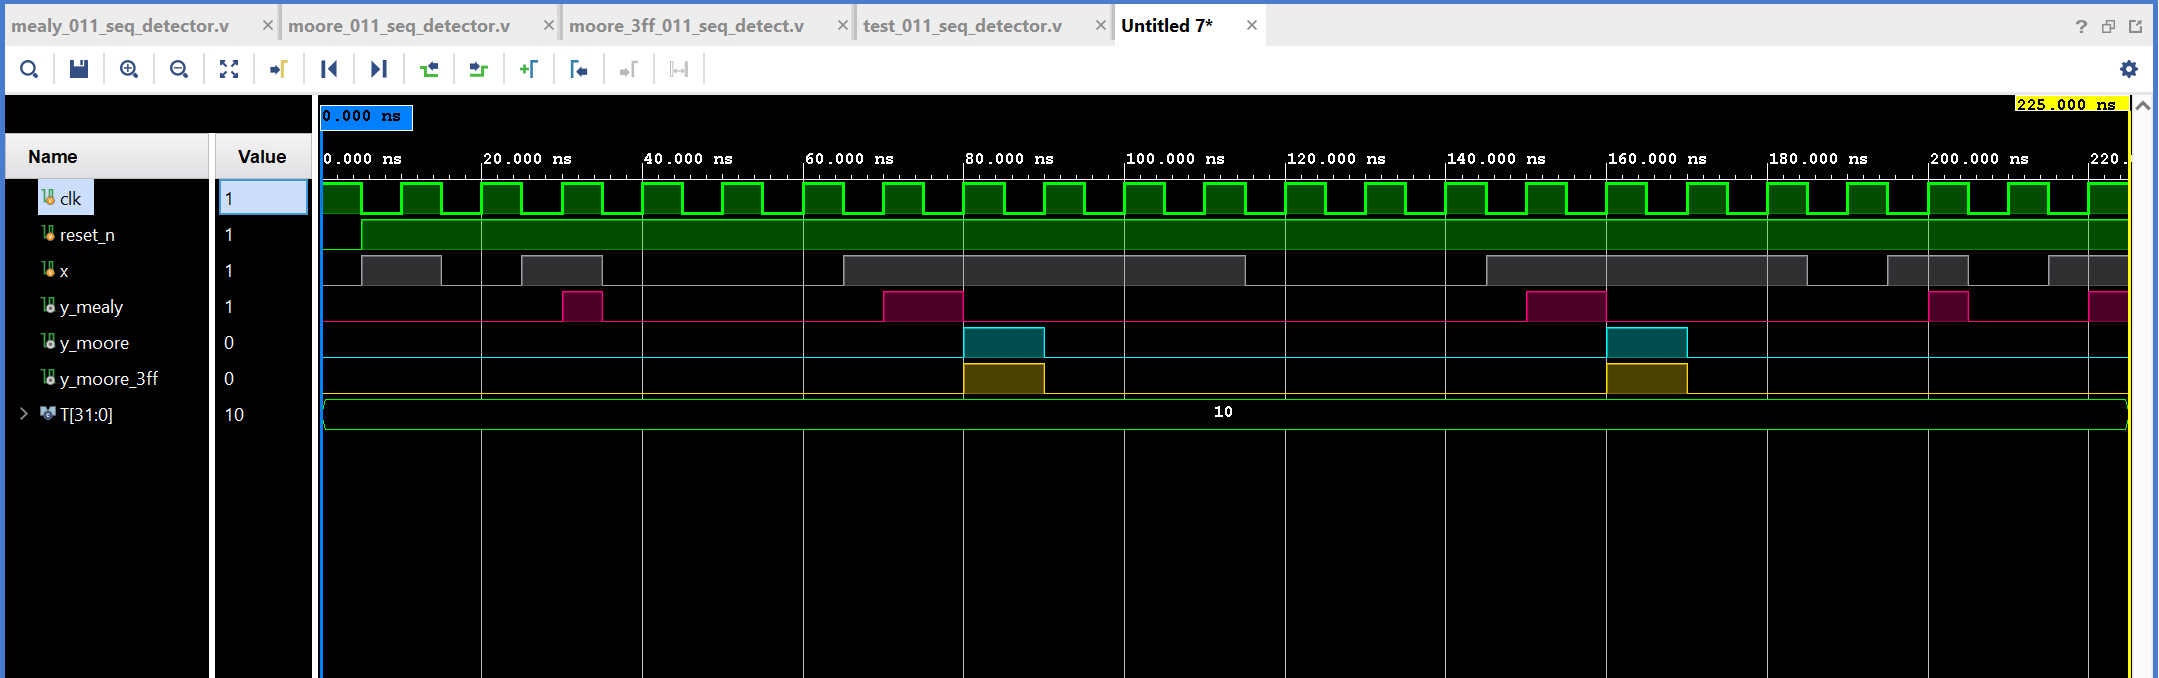 mealy_011_seq_detector.v × moore_011_seq_detector.v × moore_3ff_011_seq_detect.v × test_011_seq_detector.v × Untitled 7* × ?
0.000 ns 225.000 ns
Name Value
0.000 ns 20.000 ns 40.000 ns 60.000 ns 80.000 ns 100.000 ns 120.000 ns 140.000 ns 160.000 ns 180.000 ns 200.000 ns 220.
clk 1
reset_n 1
x 1
y_mealy 1
y_moore 0
y_moore_3ff 0
T[31:0] 10 10